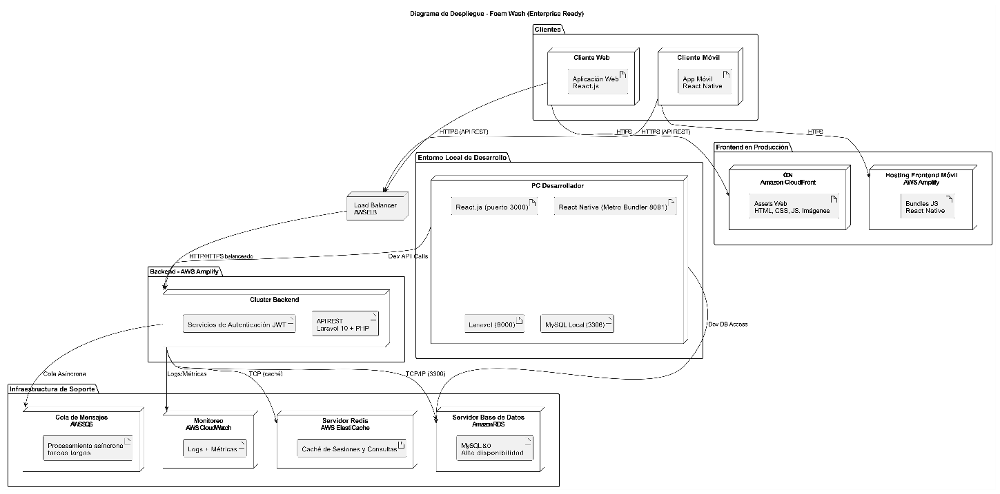 Diagrama de Despliegue - Foam Wash (Enterprise Ready)
Clientes
Cliente Web
Aplicación Web
React.js
Cliente Móvil
App Móvil
React Native
HTTPS (API REST)
HTTPS
HTTPS (API REST)
HTTPS
Frontend en Producción
CDN
Amazon CloudFront
Assets Web
HTML, CSS, JS, Imágenes
Hosting Frontend Móvil
AWS Amplify
Bundles JS
React Native
Entorno Local de Desarrollo
PC Desarrollador
React.js (puerto 3000)
React Native (Metro Bundler 8081)
Laravel (8000)
MySQL Local (3306)
Load Balancer
AWS ELB
HTTP/HTTPS balanceado
Dev API Calls
Dev DB Access
Backend - AWS Amplify
Cluster Backend
Servicios de Autenticación JWT
API REST
Laravel 10 + PHP
Cola Asíncrona
Logs/Métricas
TCP (caché)
TCP/IP (3306)
Infraestructura de Soporte
Cola de Mensajes
AWS SQS
Procesamiento asíncrono
tareas largas
Monitoreo
AWS CloudWatch
Logs + Métricas
Servidor Redis
AWS ElastiCache
Caché de Sesiones y Consultas
Servidor Base de Datos
Amazon RDS
MySQL 8.0
Alta disponibilidad